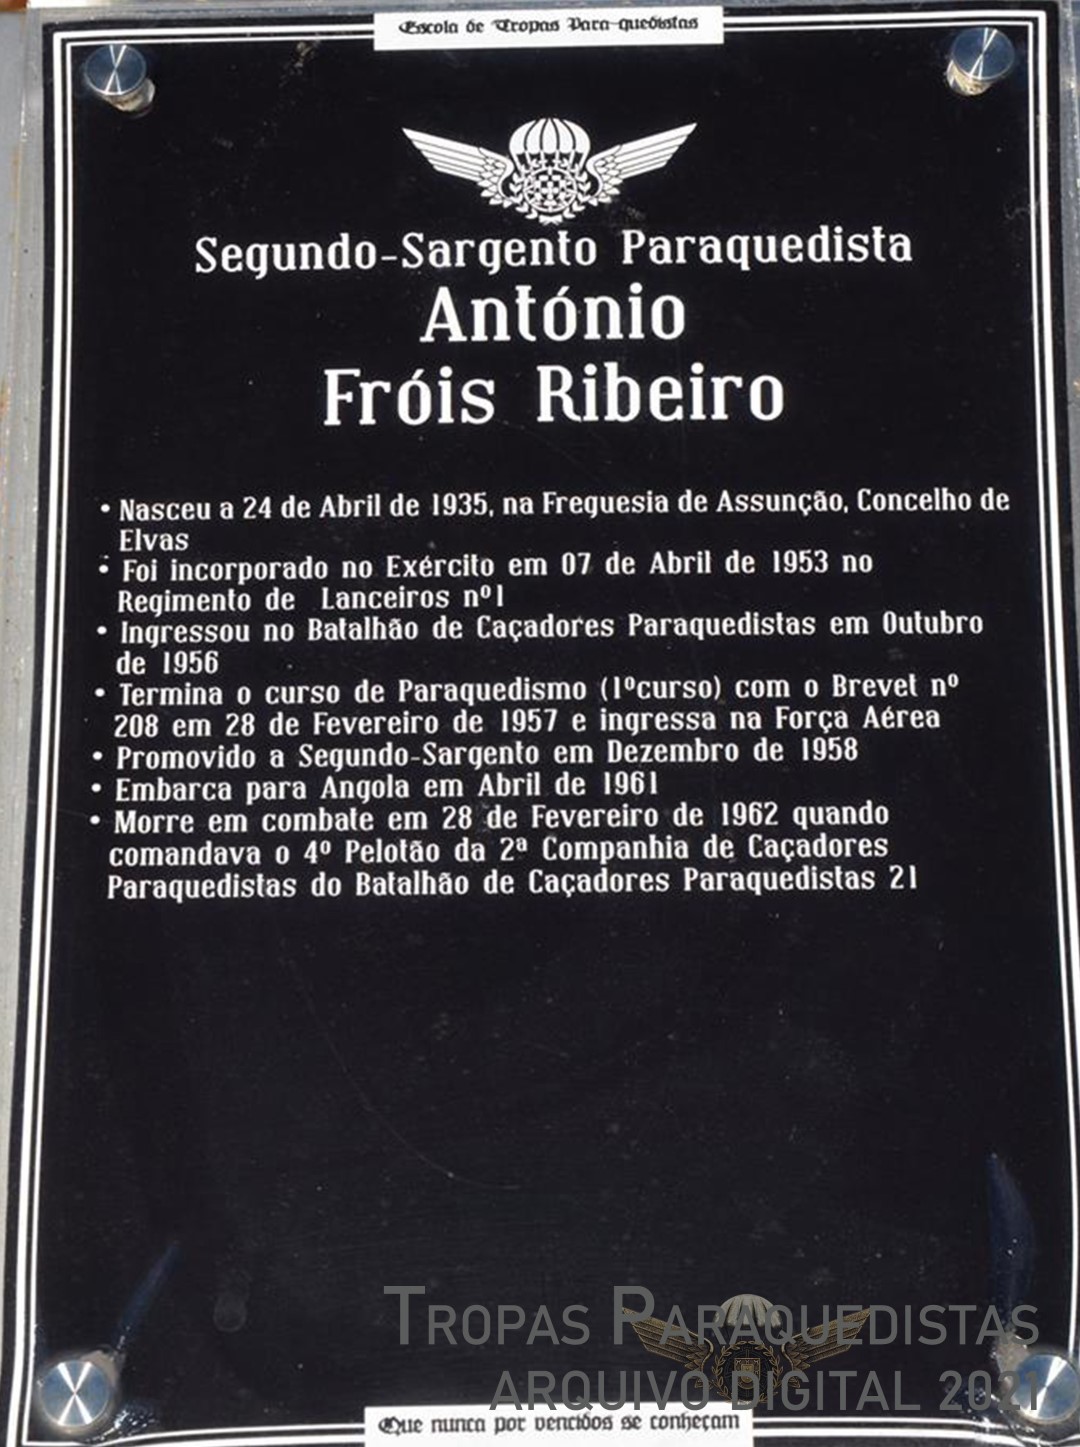 Escola de Tropas Para-quedistas
Segundo-Sargento Paraquedista
António
Fróis Ribeiro
• Nasceu a 24 de Abril de 1935, na Freguesia de Assunção, Concelho de
Elvas
• Foi incorporado no Exército em 07 de Abril de 1953 no
Regimento de Lanceiros nº1
• Ingressou no Batalhão de Caçadores Paraquedistas em Outubro
de 1956
• Termina o curso de Paraquedismo (1ºcurso) com o Brevet nº
208 em 28 de Fevereiro de 1957 e ingressa na Força Aérea
• Promovido a Segundo-Sargento em Dezembro de 1958
• Embarca para Angola em Abril de 1961
• Morre em combate em 28 de Fevereiro de 1962 quando
comandava o 4º Pelotão da 2ª Companhia de Caçadores
Paraquedistas do Batalhão de Caçadores Paraquedistas 21
TROPAS PARAQUEDISTAS
ARQUIVO DIGITAL 2021
Que nunca por vencidos se conheçam